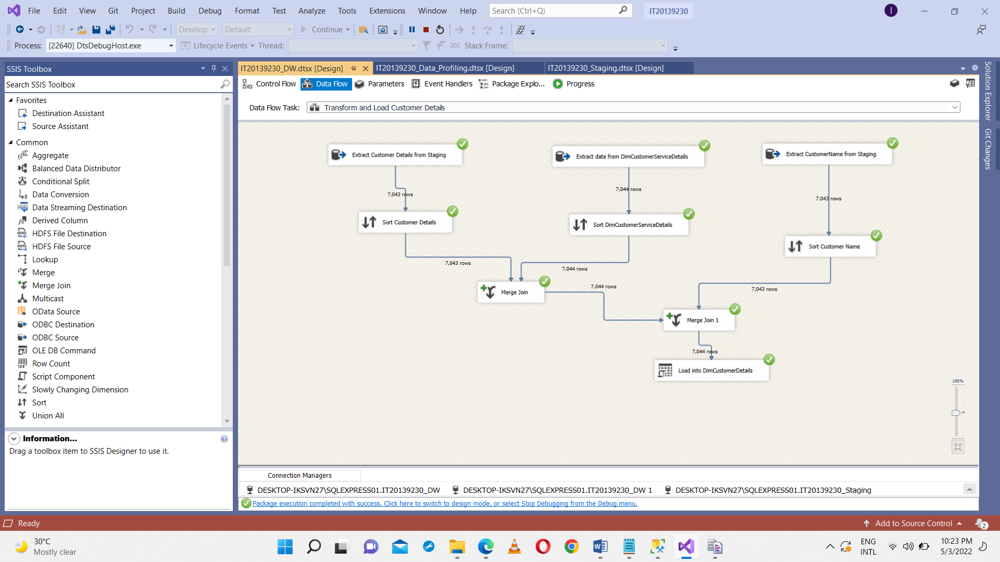 File Edit View Git Project Build Debug Format Test Analyze Tools Extensions Window Help Search (Ctrl+Q) IT20139230 I
Develop Default Continue
Process: [22640] DtsDebugHost.exe Lifecycle Events Thread: Stack Frame:
SSIS Toolbox
Search SSIS Toolbox
Favorites
Destination Assistant
Source Assistant
Common
Aggregate
Balanced Data Distributor
Conditional Split
Data Conversion
Data Streaming Destination
Derived Column
HDFS File Destination
HDFS File Source
Lookup
Merge
Merge Join
Multicast
OData Source
ODBC Destination
ODBC Source
OLE DB Command
Row Count
Script Component
Slowly Changing Dimension
Sort
Union All
Information...
Drag a toolbox item to SSIS Designer to use it.
IT20139230_DW.dtsx [Design] IT20139230_Data_Profiling.dtsx [Design] IT20139230_Staging.dtsx [Design]
Control Flow Data Flow Parameters Event Handlers Package Explo... Progress
Data Flow Task: Transform and Load Customer Details
Extract Customer Details from Staging
Extract data from DimCustomerServiceDetails
Extract CustomerName from Staging
7,043 rows
7,044 rows
7,043 rows
Sort Customer Details
Sort DimCustomerServiceDetails
Sort Customer Name
7,043 rows
7,044 rows
7,044 rows
7,043 rows
Merge Join
Merge Join 1
7,044 rows
Load into DimCustomerDetails
100%
Connection Managers
DESKTOP-IKSVN27\SQLEXPRESS01.IT20139230_DW DESKTOP-IKSVN27\SQLEXPRESS01.IT20139230_DW 1 DESKTOP-IKSVN27\SQLEXPRESS01.IT20139230_Staging
Package execution completed with success. Click here to switch to design mode, or select Stop Debugging from the Debug menu.
Solution Explorer
Git Changes
Ready Add to Source Control 2
30°C
Mostly clear
ENG
INTL
10:23 PM
5/3/2022